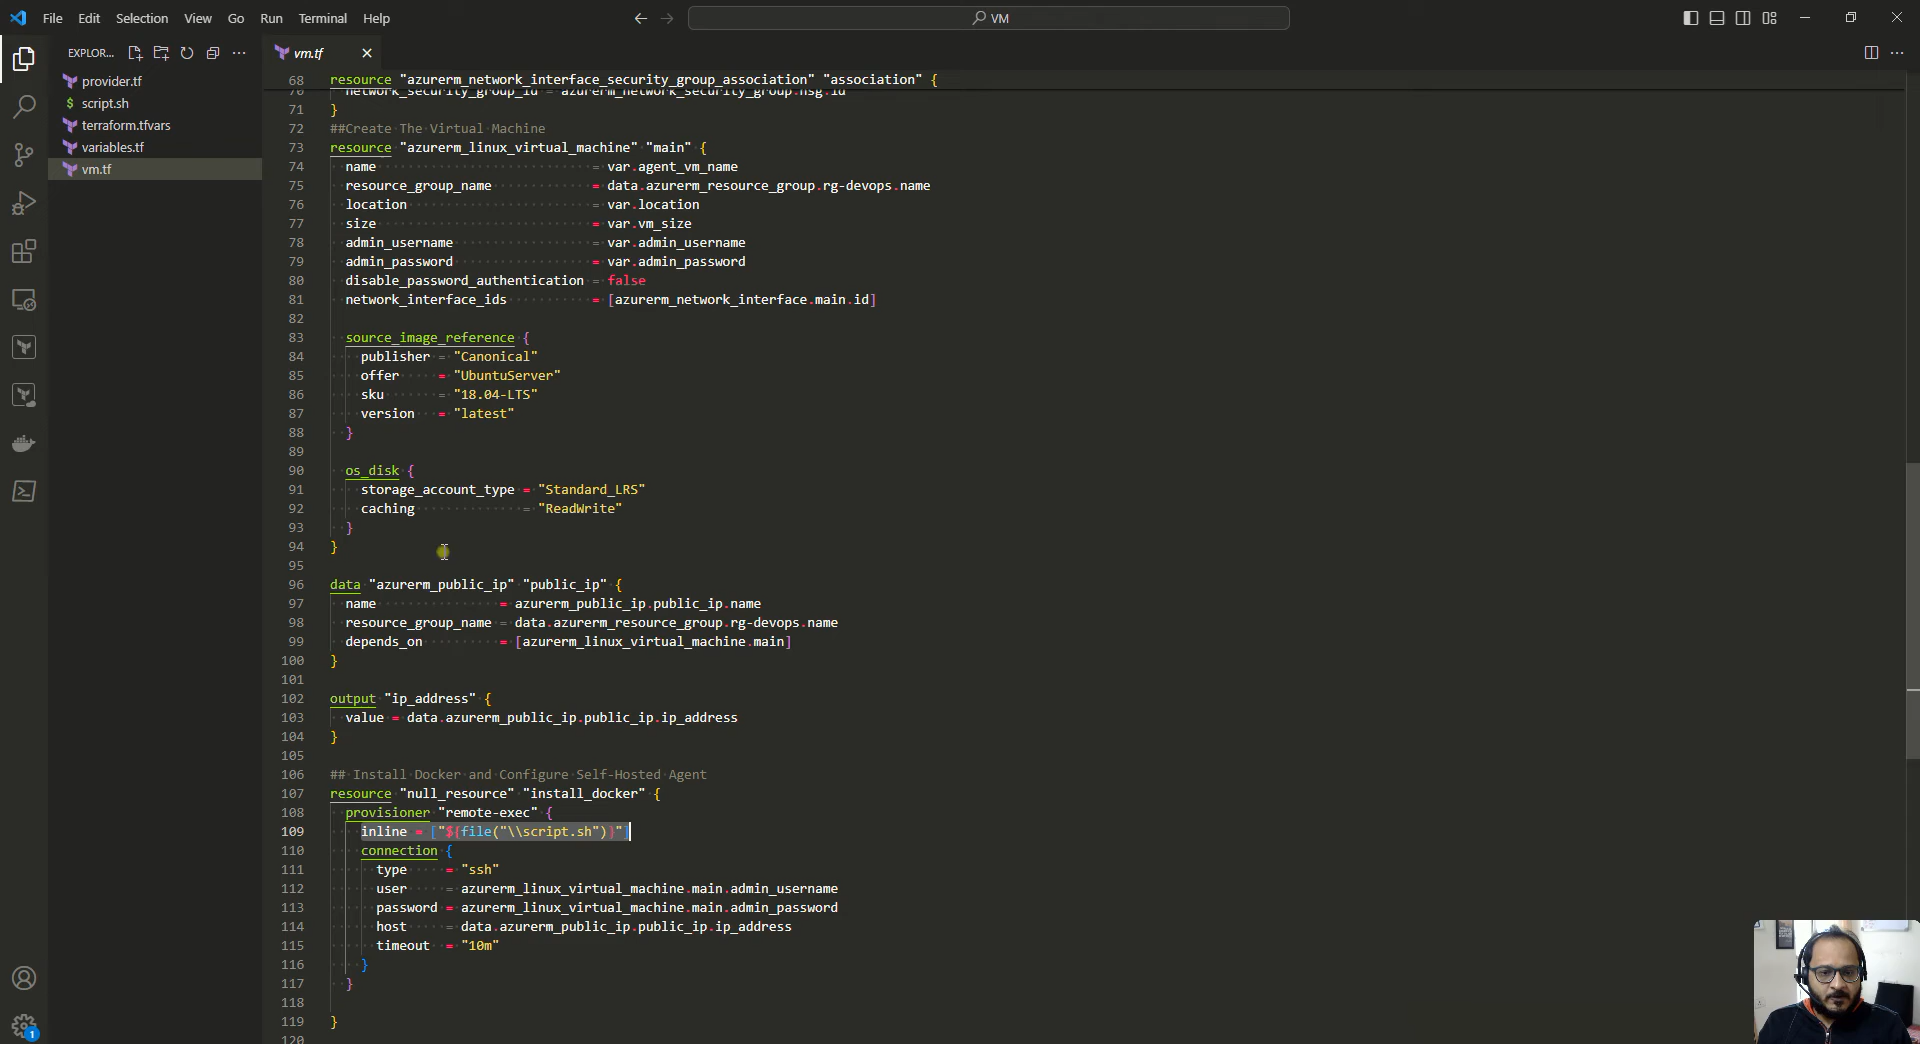 File Edit Selection View Go Run Terminal Help
VM
EXPLOR...
provider.tf
script.sh
terraform.tfvars
variables.tf
vm.tf
vm.tf
68 resource "azurerm_network_interface_security_group_association" "association" {
70 network_security_group_id = azurerm_network_security_group.nsg.id
71 }
72 ##Create The Virtual Machine
73 resource "azurerm_linux_virtual_machine" "main" {
74 name = var.agent_vm_name
75 resource_group_name = data.azurerm_resource_group.rg-devops.name
76 location = var.location
77 size = var.vm_size
78 admin_username = var.admin_username
79 admin_password = var.admin_password
80 disable_password_authentication = false
81 network_interface_ids = [azurerm_network_interface.main.id]
82
83 source_image_reference {
84 publisher = "Canonical"
85 offer = "UbuntuServer"
86 sku = "18.04-LTS"
87 version = "latest"
88 }
89
90 os_disk {
91 storage_account_type = "Standard_LRS"
92 caching = "ReadWrite"
93 }
94 }
95
96 data "azurerm_public_ip" "public_ip" {
97 name = azurerm_public_ip.public_ip.name
98 resource_group_name = data.azurerm_resource_group.rg-devops.name
99 depends_on = [azurerm_linux_virtual_machine.main]
100 }
101
102 output "ip_address" {
103 value = data.azurerm_public_ip.public_ip.ip_address
104 }
105
106 ## Install Docker and Configure Self-Hosted Agent
107 resource "null_resource" "install_docker" {
108 provisioner "remote-exec" {
109 inline = ["${file("\\script.sh")}"]
110 connection {
111 type = "ssh"
112 user = azurerm_linux_virtual_machine.main.admin_username
113 password = azurerm_linux_virtual_machine.main.admin_password
114 host = data.azurerm_public_ip.public_ip.ip_address
115 timeout = "10m"
116 }
117 }
118
119 }
120
1